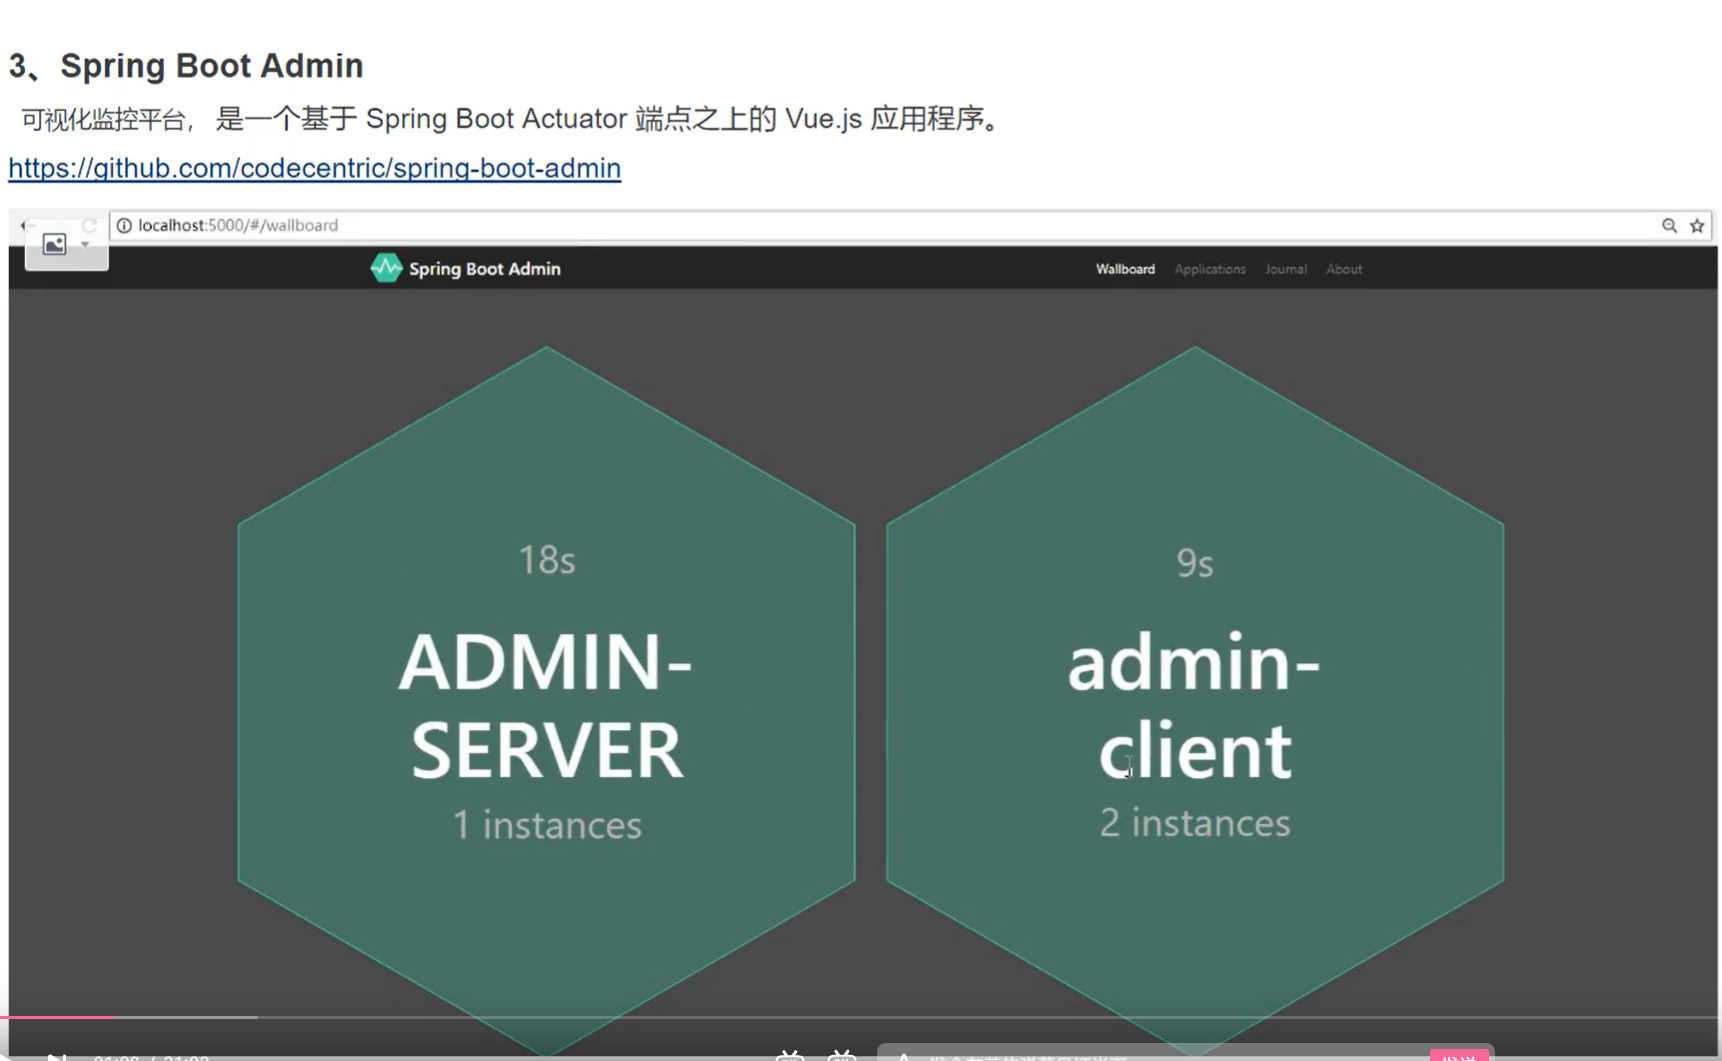 3、Spring Boot Admin
可视化监控平台， 是一个基于 Spring Boot Actuator 端点之上的 Vue.js 应用程序。
https://github.com/codecentric/spring-boot-admin
localhost:5000/#/wallboard
Spring Boot Admin Wallboard Applications Journal About
18s
ADMIN-
SERVER
1 instances
9s
admin-
client
2 instances